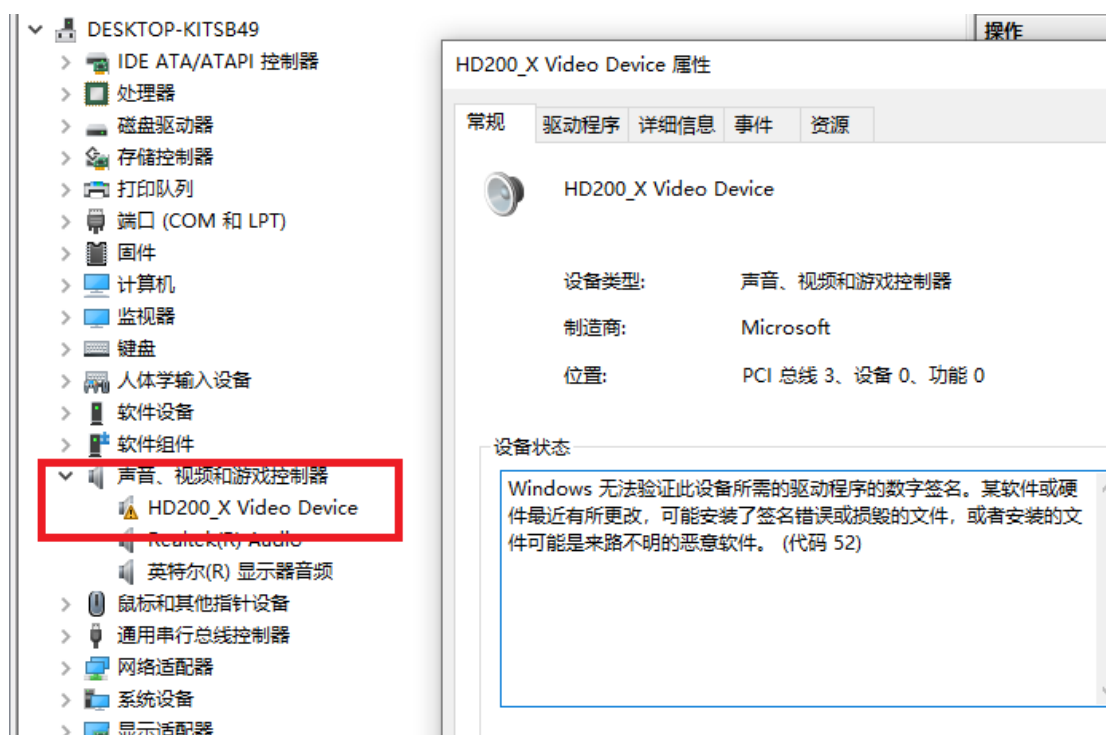 DESKTOP-KITSB49
IDE ATA/ATAPI 控制器
处理器
磁盘驱动器
存储控制器
打印队列
端口 (COM 和 LPT)
固件
计算机
监视器
键盘
人体学输入设备
软件设备
软件组件
声音、视频和游戏控制器
HD200_X Video Device
Realtek(R) Audio
英特尔(R) 显示器音频
鼠标和其他指针设备
通用串行总线控制器
网络适配器
系统设备
显示适配器
操作
HD200_X Video Device 属性
常规 驱动程序 详细信息 事件 资源
HD200_X Video Device
设备类型: 声音、视频和游戏控制器
制造商: Microsoft
位置: PCI 总线 3、设备 0、功能 0
设备状态
Windows 无法验证此设备所需的驱动程序的数字签名。某软件或硬
件最近有所更改，可能安装了签名错误或损毁的文件，或者安装的文
件可能是来路不明的恶意软件。 (代码 52)